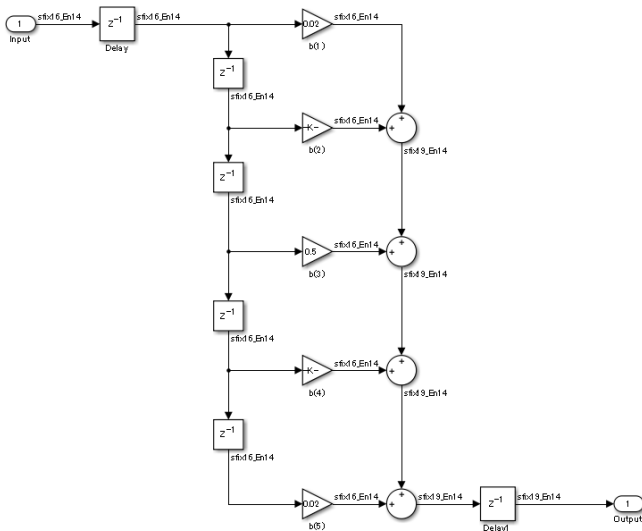 sfix16_En14 sfix16_En14 sfix16_En14
1 z⁻¹ 0.02
Input Delay b(1)
z⁻¹
sfix16_En14
sfix16_En14 +
-K- +
b(2)
sfix19_En14
z⁻¹
sfix16_En14
sfix16_En14 +
0.5 +
b(3)
sfix19_En14
z⁻¹
sfix16_En14
sfix16_En14 +
-K- +
b(4)
sfix19_En14
z⁻¹
sfix16_En14
sfix16_En14 + sfix19_En14 sfix19_En14
0.02 + z⁻¹ 1
b(5) Delay1 Output